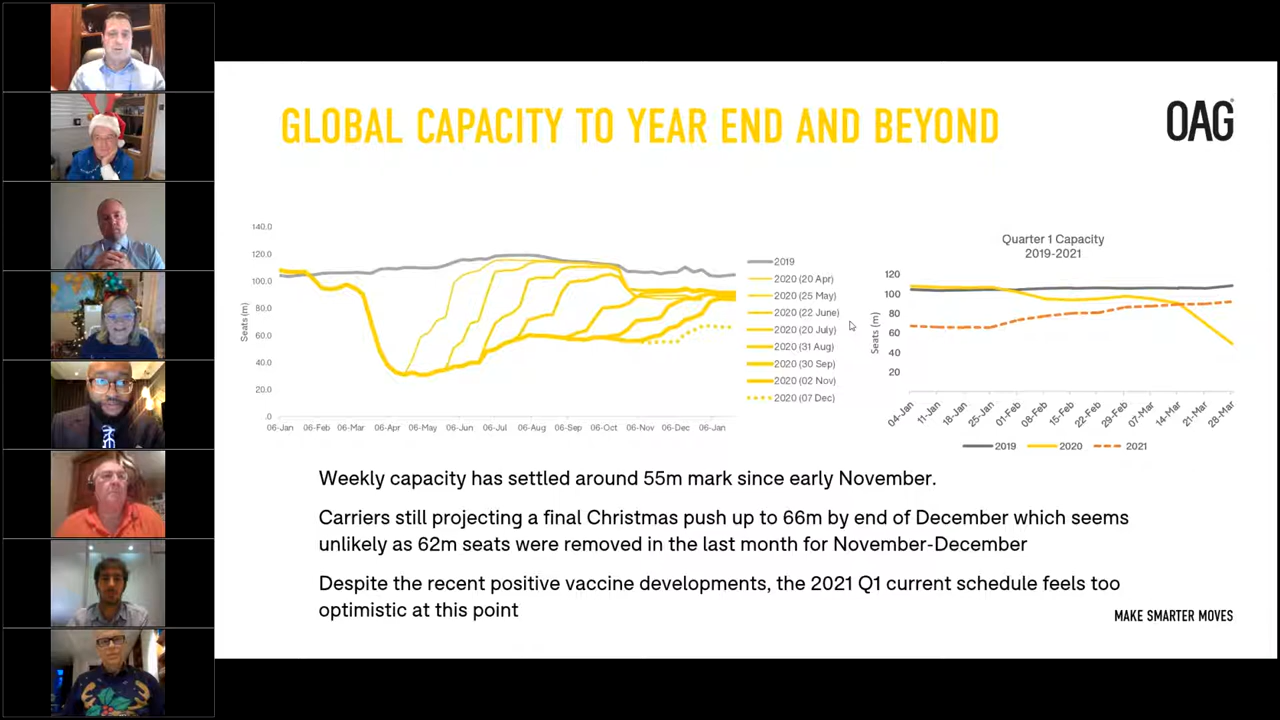 GLOBAL CAPACITY TO YEAR END AND BEYOND
OAG
140.0
120.0
100.0
80.0
60.0
40.0
20.0
.0
Seats (m)
06-Jan 06-Feb 06-Mar 06-Apr 06-May 06-Jun 06-Jul 06-Aug 06-Sep 06-Oct 06-Nov 06-Dec 06-Jan
2019
2020 (20 Apr)
2020 (25 May)
2020 (22 June)
2020 (20 July)
2020 (31 Aug)
2020 (30 Sep)
2020 (02 Nov)
2020 (07 Dec)
Quarter 1 Capacity
2019-2021
120
100
80
60
40
20
Seats (m)
04-Jan 11-Jan 18-Jan 25-Jan 01-Feb 08-Feb 15-Feb 22-Feb 29-Feb 07-Mar 14-Mar 21-Mar 28-Mar
2019 2020 2021
Weekly capacity has settled around 55m mark since early November.
Carriers still projecting a final Christmas push up to 66m by end of December which seems
unlikely as 62m seats were removed in the last month for November-December
Despite the recent positive vaccine developments, the 2021 Q1 current schedule feels too
optimistic at this point
MAKE SMARTER MOVES